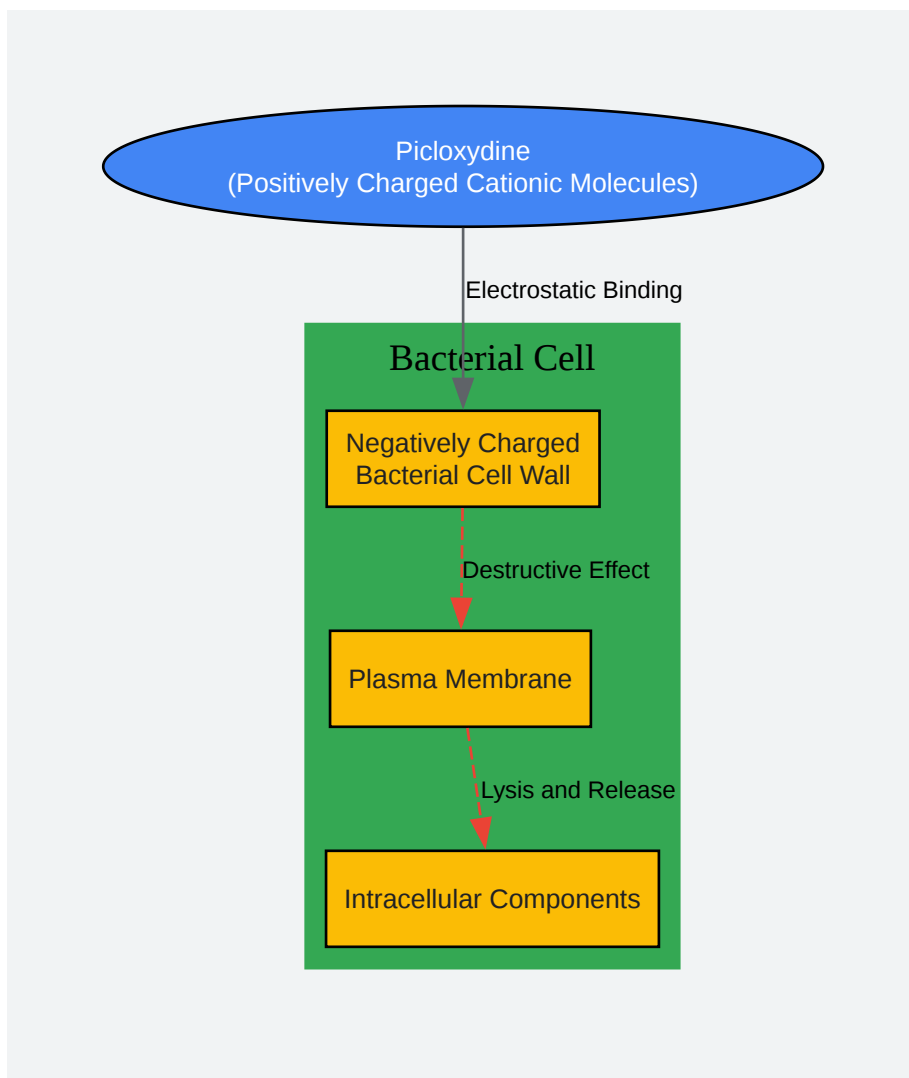 Picloxydine
(Positively Charged Cationic Molecules)
Electrostatic Binding
Bacterial Cell
Negatively Charged
Bacterial Cell Wall
Destructive Effect
Plasma Membrane
Lysis and Release
Intracellular Components